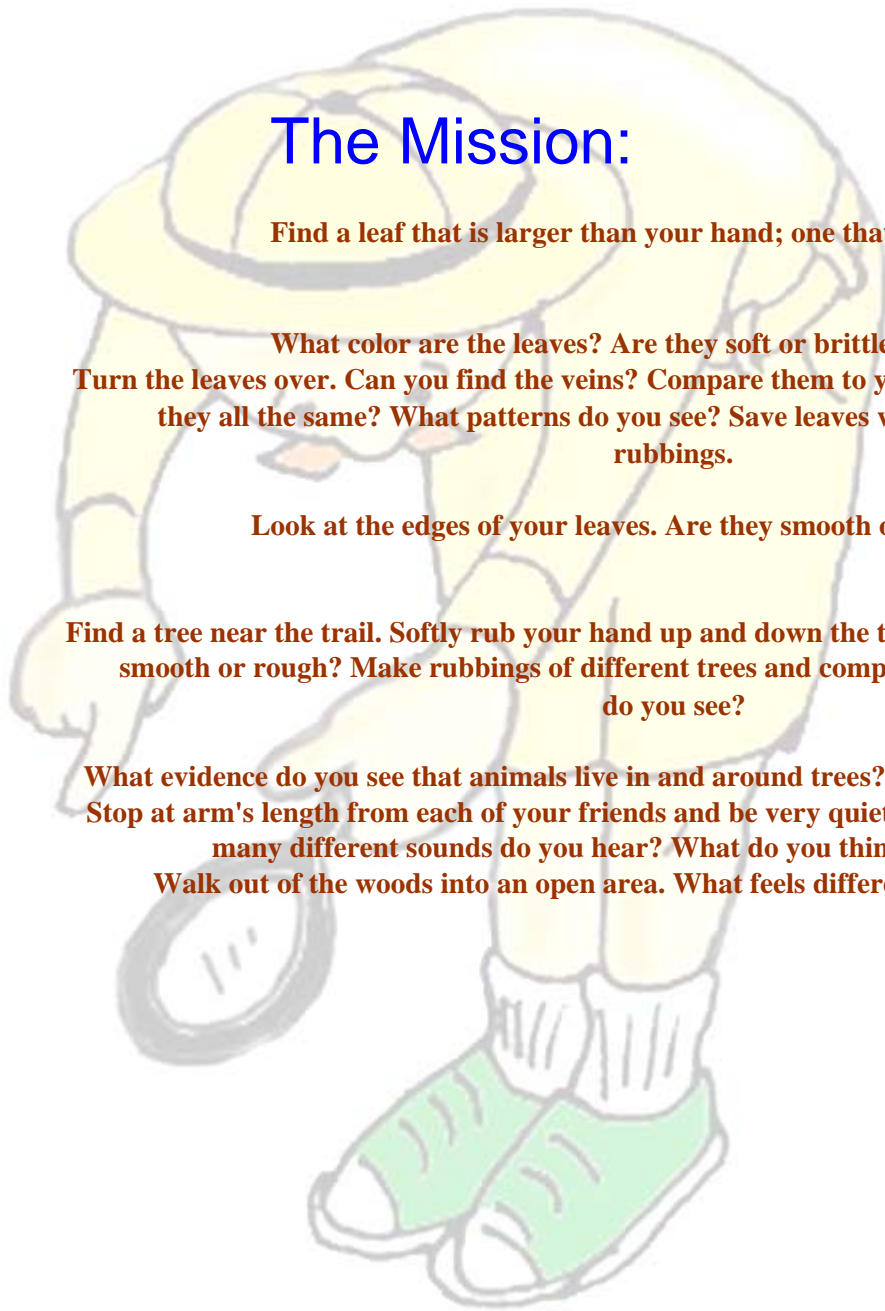 The Mission:
Find a leaf that is larger than your hand; one that
What color are the leaves? Are they soft or brittle
Turn the leaves over. Can you find the veins? Compare them to y
they all the same? What patterns do you see? Save leaves
rubbings.
Look at the edges of your leaves. Are they smooth
Find a tree near the trail. Softly rub your hand up and down the t
smooth or rough? Make rubbings of different trees and comp
do you see?
What evidence do you see that animals live in and around trees?
Stop at arm's length from each of your friends and be very quiet
many different sounds do you hear? What do you thin
Walk out of the woods into an open area. What feels differe